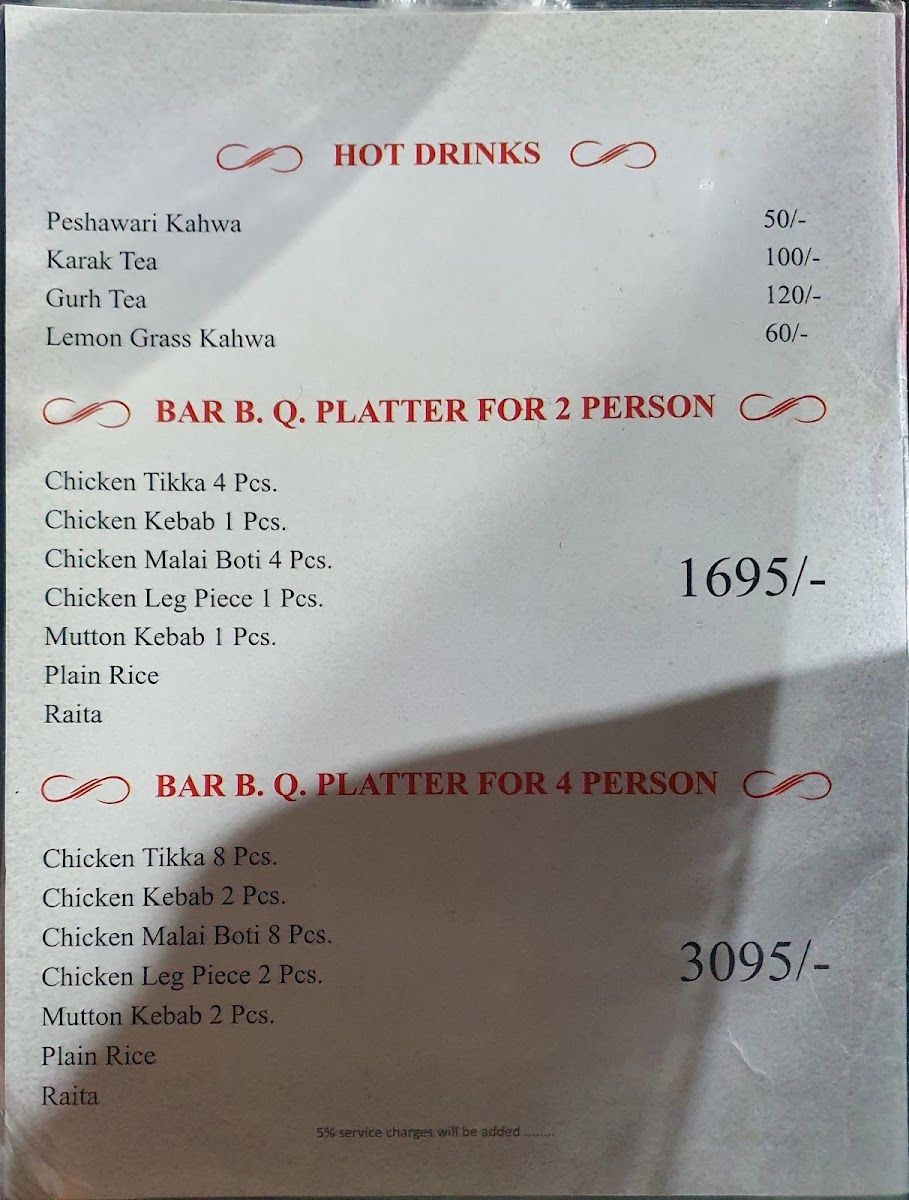 HOT DRINKS
Peshawari Kahwa 50/-
Karak Tea 100/-
Gurh Tea 120/-
Lemon Grass Kahwa 60/-
BAR B. Q. PLATTER FOR 2 PERSON
Chicken Tikka 4 Pcs.
Chicken Kebab 1 Pcs.
Chicken Malai Boti 4 Pcs.
1695/-
Chicken Leg Piece 1 Pcs.
Mutton Kebab 1 Pcs.
Plain Rice
Raita
BAR B. Q. PLATTER FOR 4 PERSON
Chicken Tikka 8 Pcs.
Chicken Kebab 2 Pcs.
Chicken Malai Boti 8 Pcs.
3095/-
Chicken Leg Piece 2 Pcs.
Mutton Kebab 2 Pcs.
Plain Rice
Raita
5% service charges will be added ........